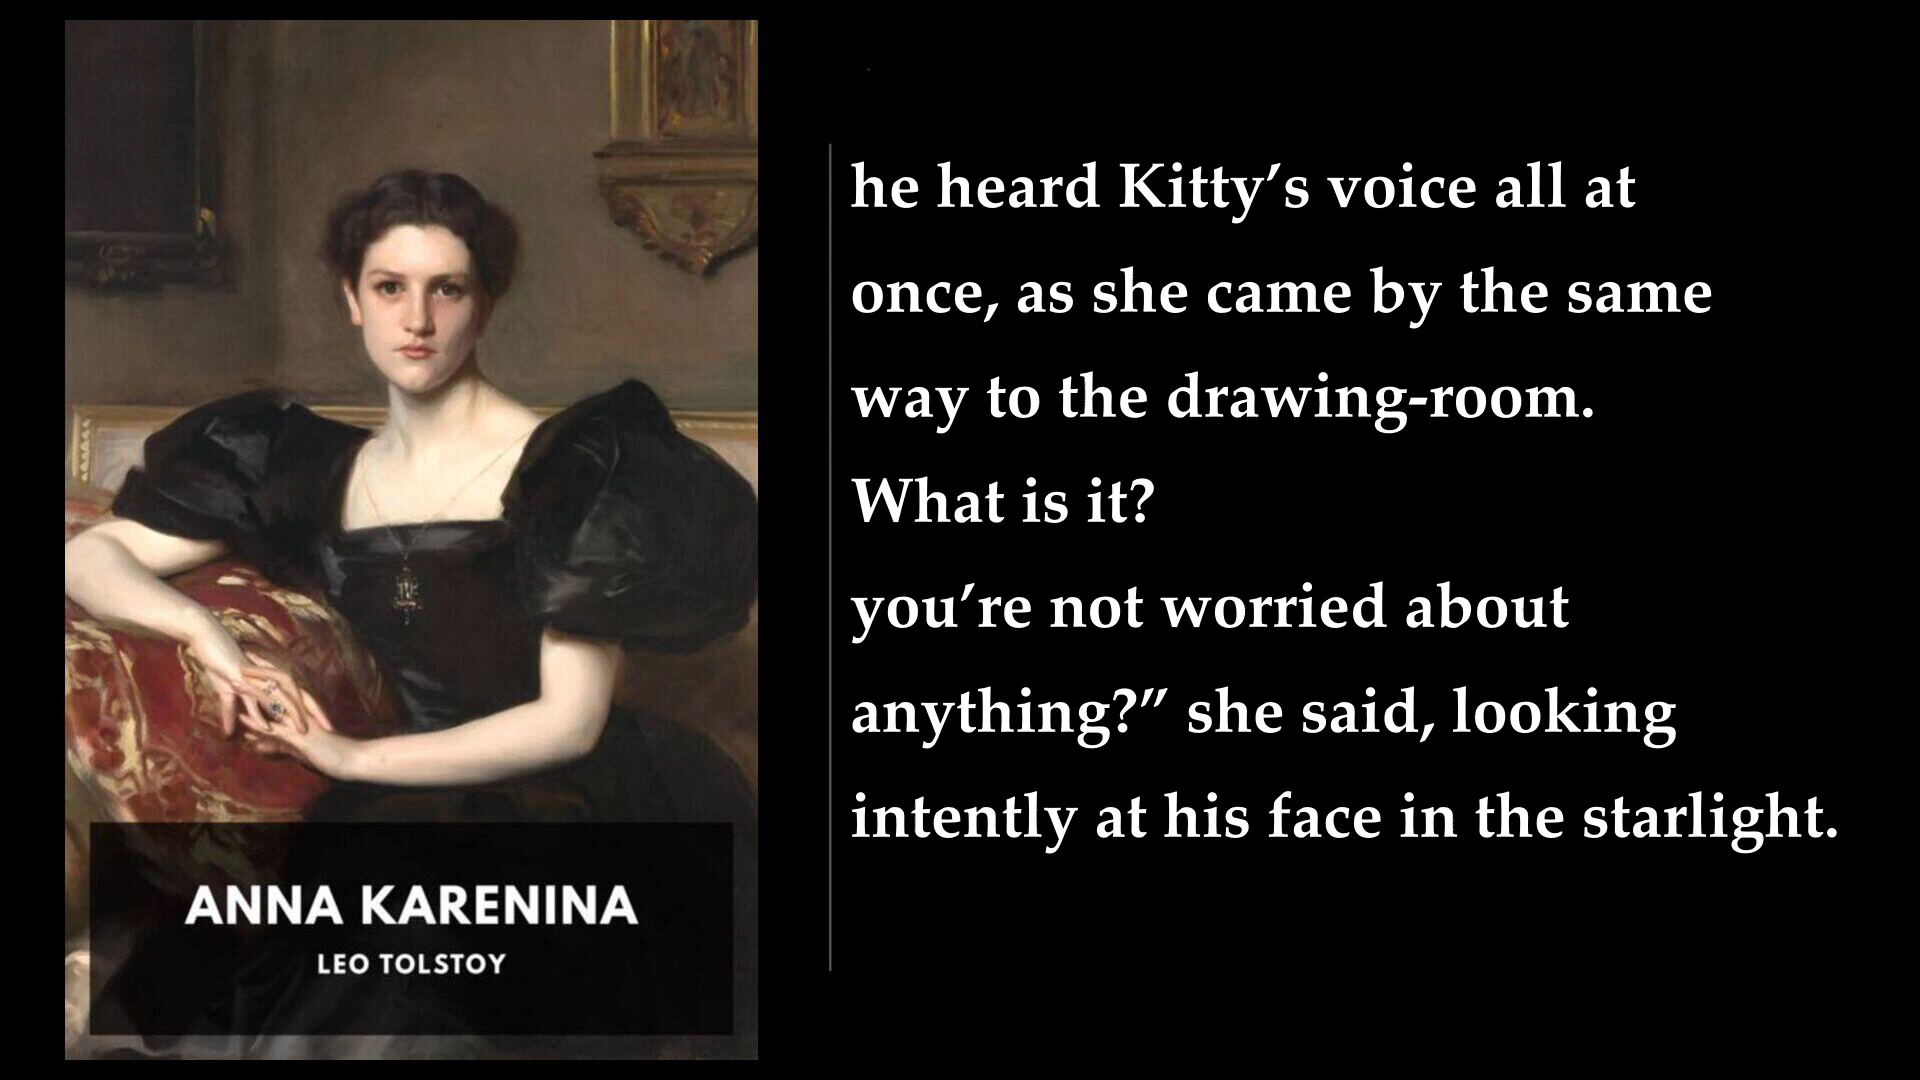 ANNA KARENINA
LEO TOLSTOY
he heard Kitty’s voice all at
once, as she came by the same
way to the drawing-room.
What is it?
you’re not worried about
anything?” she said, looking
intently at his face in the starlight.